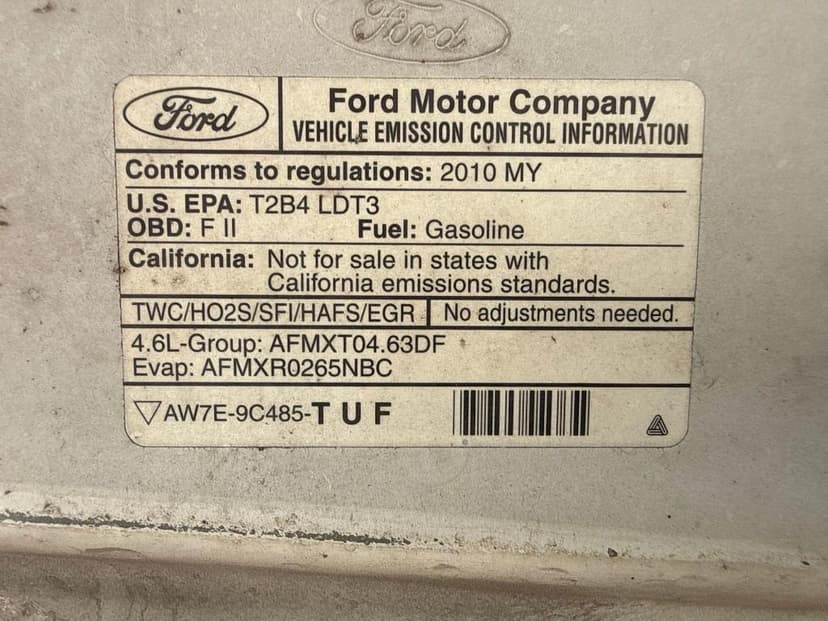 Ford
Ford
Ford Motor Company
VEHICLE EMISSION CONTROL INFORMATION
Conforms to regulations: 2010 MY
U.S. EPA: T2B4 LDT3
OBD: F II Fuel: Gasoline
California: Not for sale in states with
California emissions standards.
TWC/HO2S/SFI/HAFS/EGR No adjustments needed.
4.6L-Group: AFMXT04.63DF
Evap: AFMXR0265NBC
AW7E-9C485-T U F